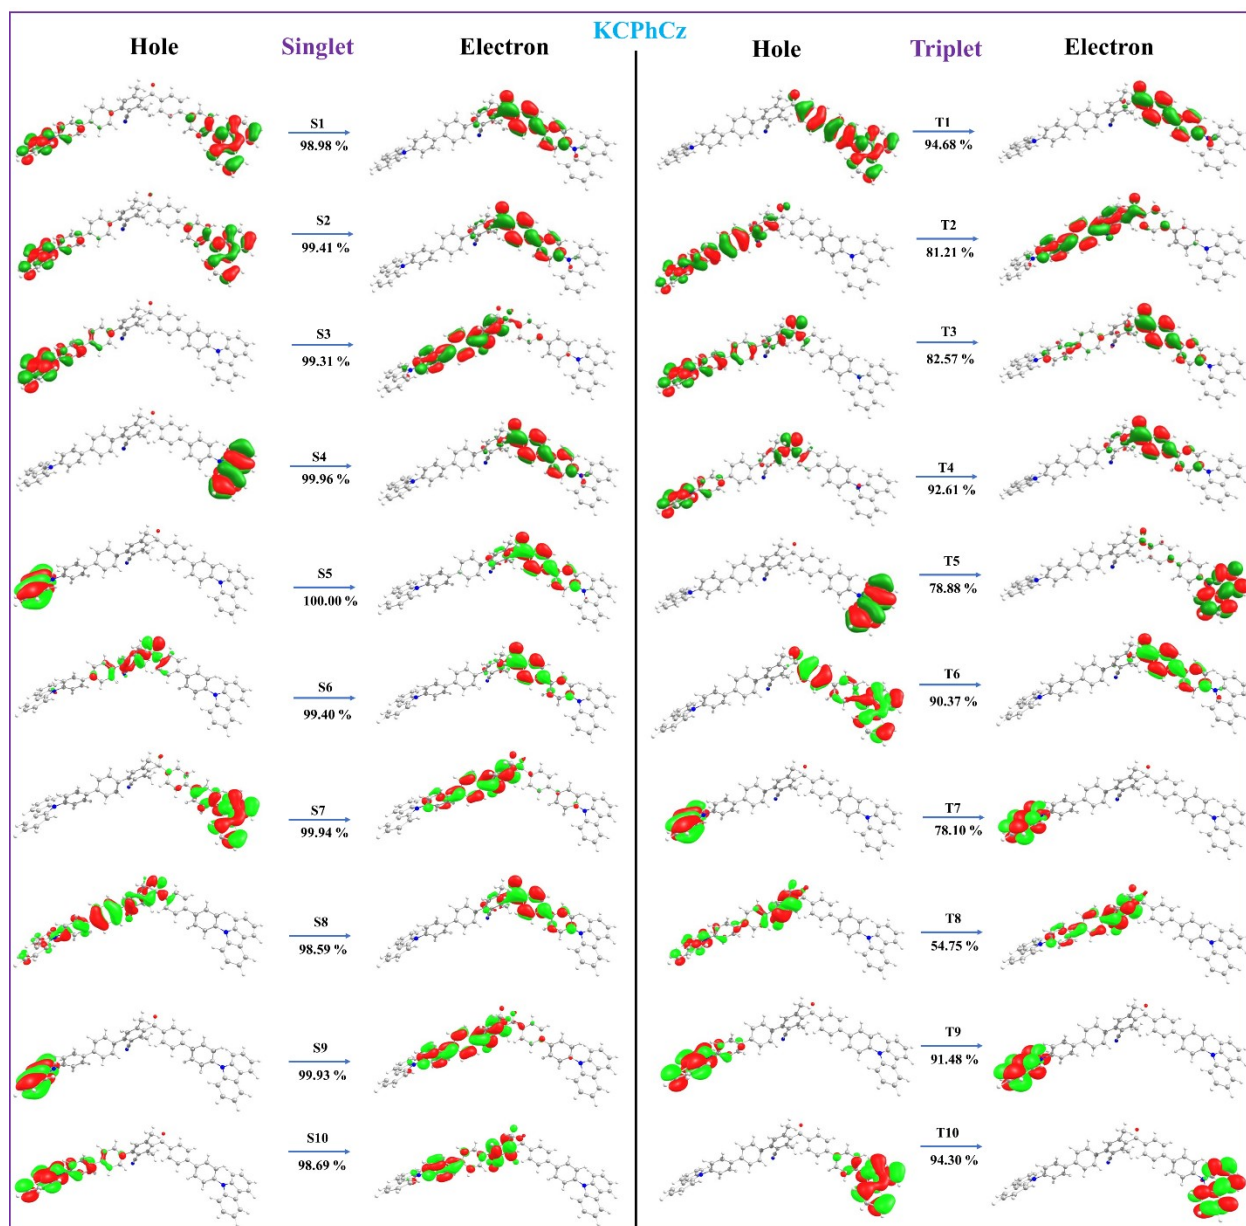 KCPhCz
Hole Singlet Electron
Hole Triplet Electron
S1
98.98 %
S2
99.41 %
S3
99.31 %
S4
99.96 %
S5
100.00 %
S6
99.40 %
S7
99.94 %
S8
98.59 %
S9
99.93 %
S10
98.69 %
T1
94.68 %
T2
81.21 %
T3
82.57 %
T4
92.61 %
T5
78.88 %
T6
90.37 %
T7
78.10 %
T8
54.75 %
T9
91.48 %
T10
94.30 %